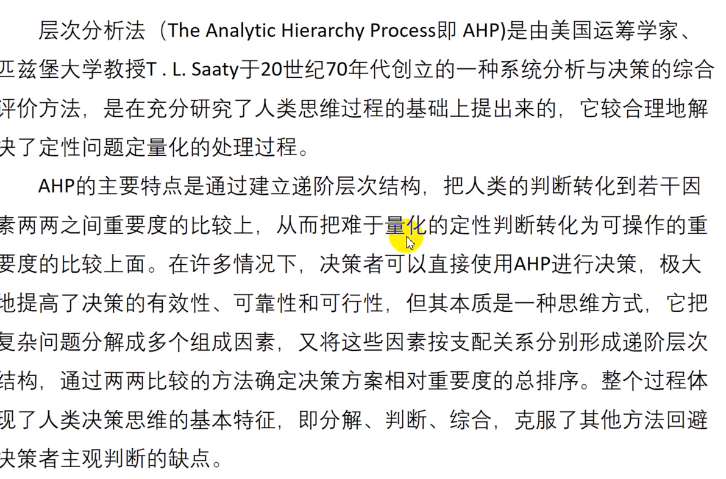 层次分析法（The Analytic Hierarchy Process即 AHP)是由美国运筹学家、
匹兹堡大学教授T . L. Saaty于20世纪70年代创立的一种系统分析与决策的综合
评价方法，是在充分研究了人类思维过程的基础上提出来的，它较合理地解
决了定性问题定量化的处理过程。
AHP的主要特点是通过建立递阶层次结构，把人类的判断转化到若干因
素两两之间重要度的比较上，从而把难于量化的定性判断转化为可操作的重
要度的比较上面。在许多情况下，决策者可以直接使用AHP进行决策，极大
地提高了决策的有效性、可靠性和可行性，但其本质是一种思维方式，它把
复杂问题分解成多个组成因素，又将这些因素按支配关系分别形成递阶层次
结构，通过两两比较的方法确定决策方案相对重要度的总排序。整个过程体
现了人类决策思维的基本特征，即分解、判断、综合，克服了其他方法回避
决策者主观判断的缺点。